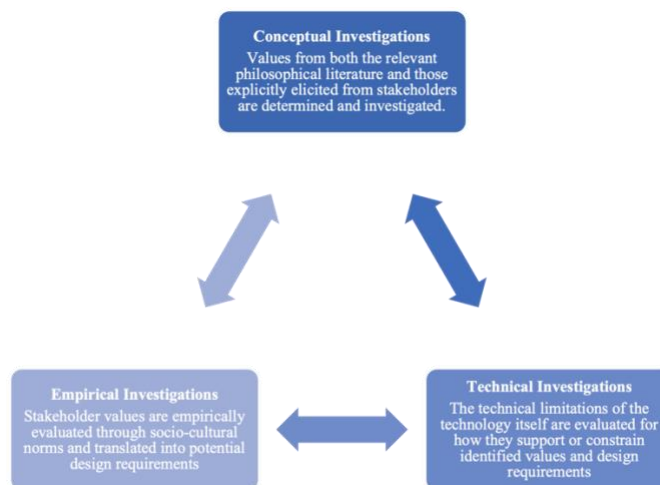 Conceptual Investigations
Values from both the relevant
philosophical literature and those
explicitly elicited from stakeholders
are determined and investigated.
Empirical Investigations
Stakeholder values are empirically
evaluated through socio-cultural
norms and translated into potential
design requirements
Technical Investigations
The technical limitations of the
technology itself are evaluated for
how they support or constrain
identified values and design
requirements